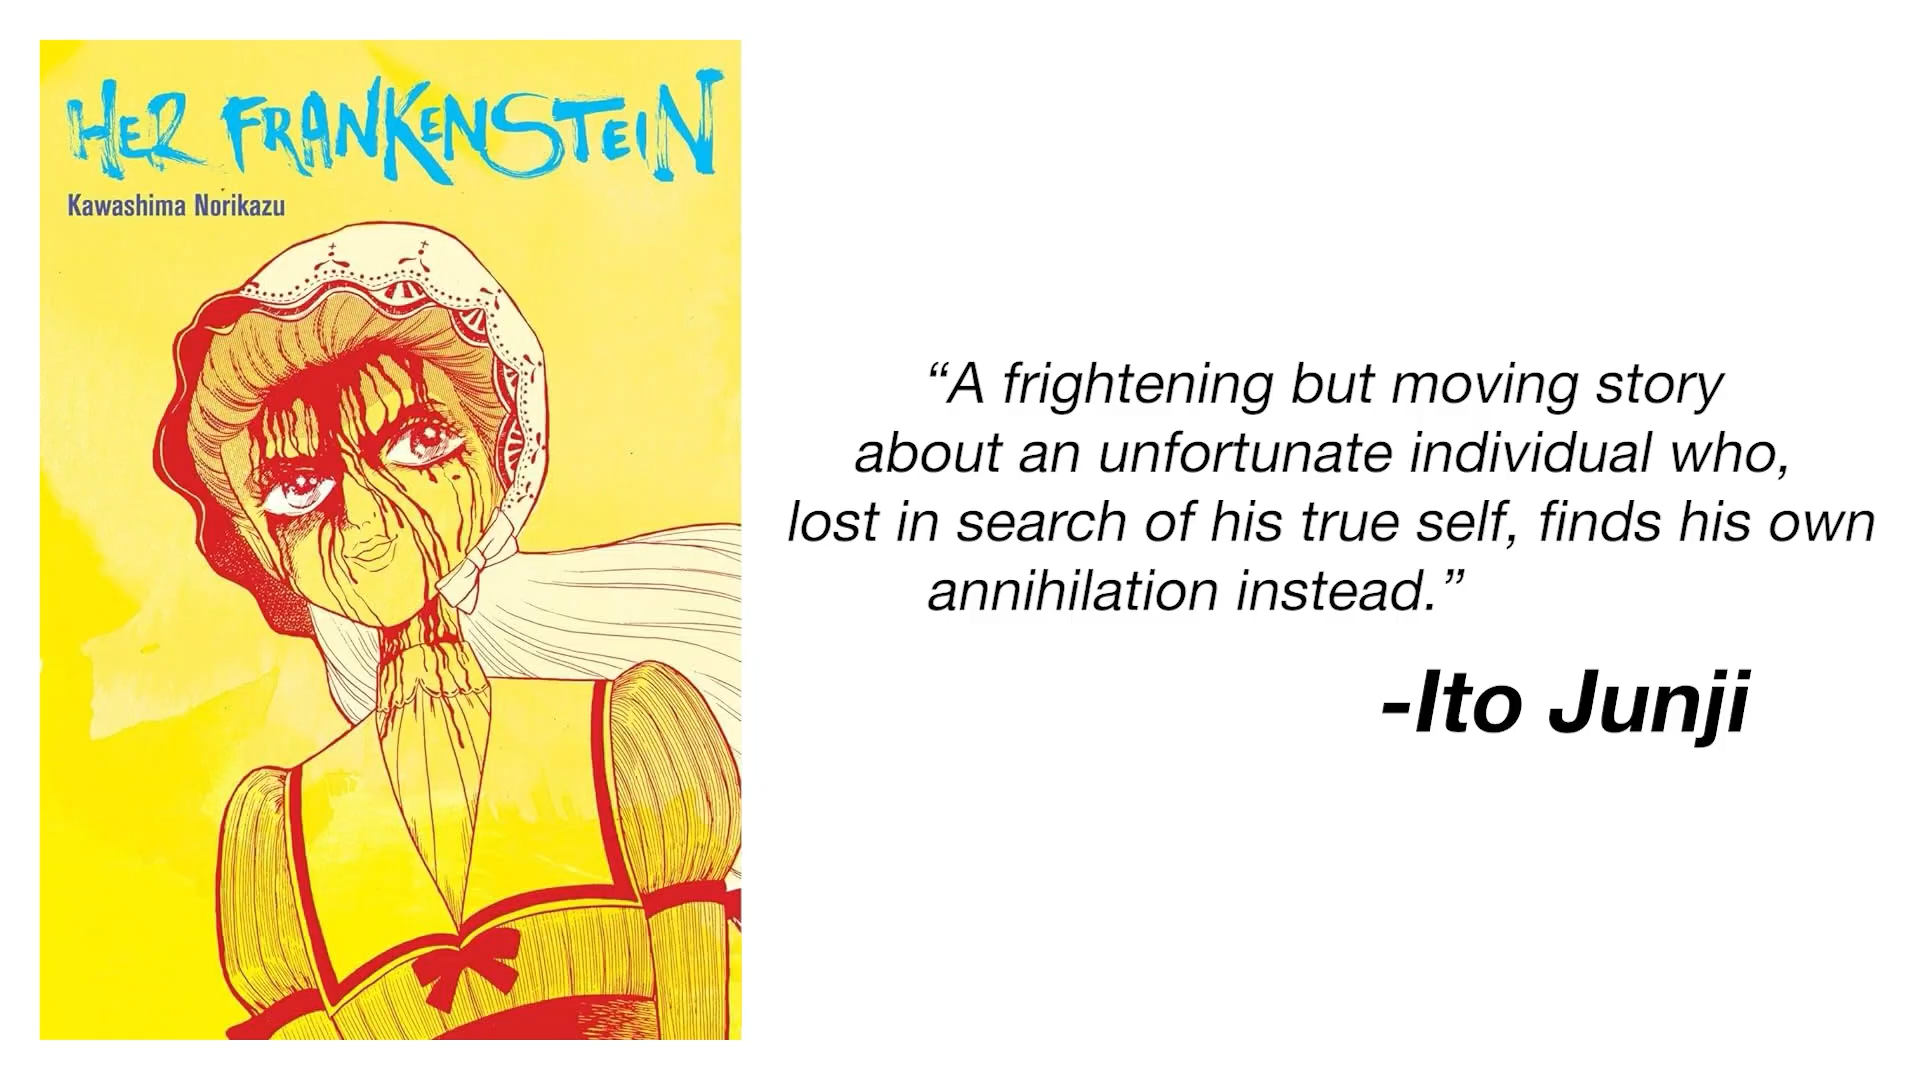 HER FRANKENSTEIN
Kawashima Norikazu
“A frightening but moving story
about an unfortunate individual who,
lost in search of his true self, finds his own
annihilation instead.”
-Ito Junji